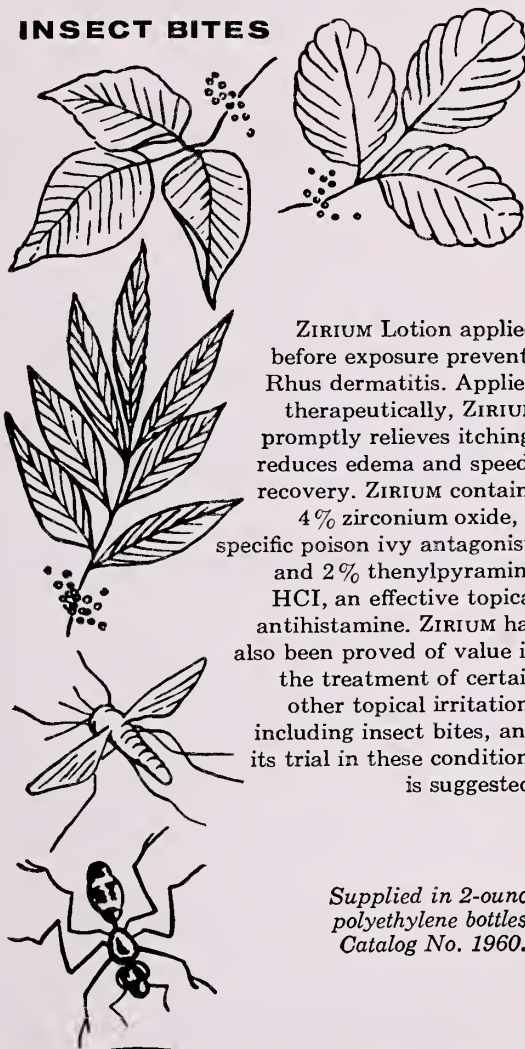 INSECT BITES
ZIRIUM Lotion applie
before exposure prevent
Rhus dermatitis. Applie
therapeutically, ZIRIU
promptly relieves itching
reduces edema and speed
recovery. ZIRIUM contain
4% zirconium oxide,
specific poison ivy antagonis
and 2% thenylpyramin
HCI, an effective topica
antihistamine. ZIRIUM ha
also been proved of value i
the treatment of certai
other topical irritation
including insect bites, an
its trial in these condition
is suggested
Supplied in 2-ounc
polyethylene bottles
Catalog No. 1960.